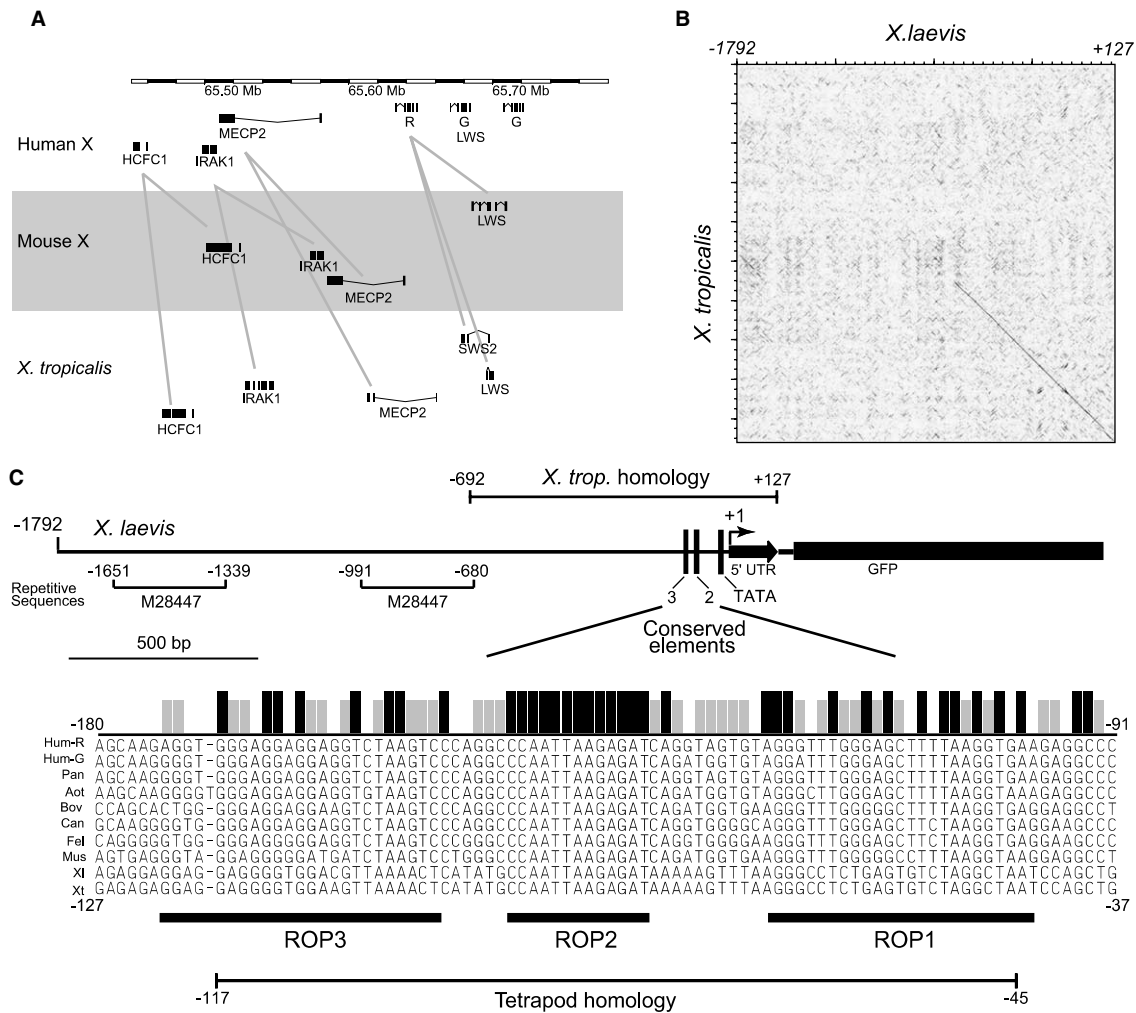 A
65.50 Mb 65.60 Mb 65.70 Mb
R G G
LWS
MECP2
Human X
HCFC1 IRAK1
Mouse X
LWS
HCFC1
IRAK1
MECP2
X. tropicalis
SWS2
LWS
IRAK1
MECP2
HCFC1
B
X.laevis
-1792 +127
X. tropicalis
C
-692 X. trop. homology +127
-1792 X. laevis +1
5' UTR GFP
Repetitive Sequences
-1651 -1339 -991 -680
M28447 M28447
3 2 TATA
Conserved elements
500 bp
-180 -91
Hum-R AGCAAGAGGT-GGGAGGAGGAGGTCTAAGTCCCAGGCCCAATTAAGAGATCAGGTAGTGTAGGGTTTGGGAGCTTTTAAGGTGAAGAGGCCC
Hum-G AGCAAGGGGT-GGGAGGAGGAGGTCTAAGTCCCAGGCCCAATTAAGAGATCAGGTAGTGTAGGATTTGGGAGCTTTTAAGGTGAAGAGGCCC
Pan AGCAAGGGGT-GGGAGGAGGAGGTCTAAGTCCCAGGCCCAATTAAGAGATCAGGTAGTGTAGGGTTTGGGAGCTTTTAAGGTGAAGAGGCCC
Aot AAGCAAGGGGTGGGAGGAGGAGGTCTAAGTCCCAGGCCCAATTAAGAGATCAGGTAGTGTAGGGCTTGGGAGCTTTTAAGGTAAAGAGGCCC
Bov CCAGCACTGG-GGGAGGAGGAAGTCTAAGTCCCAGGCCCAATTAAGAGATCAGATGGTGAAGGGTTTGGGGGCTTTTAAGGTGAGGAGGCCT
Can GCAAGGGGTG-GGGAGGAGGAGGTCTAAGTCCCAGGCCCAATTAAGAGATCAGGTGGGGCAGGGTTTGGGAGCTTCTAAGGTGAGGAAGCCC
Fel CAGGGGGTGG-GGGAGGGGGAGGTCTAAGTCCCAGGCCCAATTAAGAGATCAGGTGGTGCAGGGTTTGGGAGCTTCTAAGGTGAGGAAGCCC
Mus AGTGAGGGTA-GGAGGGGGATGATCTAAGTCCTGGGCCCAATTAAGAGATCAGATGGTGAAGGGTTTGGGGGCCTTTAAGGTAAGGAGGCCT
Xl AGAGGAGGAG-GAGGGGTGGACGTTAAAACTCATATGCCAATTAAGAGATAAAAAGTTTAAGGGCCTCTGAGTGTCTAGGCTAATCCAGCTG
Xt GAGAGAGGAG-GAGGGGTGGAAGTTAAAACTCATATGCCAATTAAGAGATAAAAAGTTTAAGGGCCTCTGAGTGTCTAGGCTAATCCAGCTG
-127 -37
ROP3 ROP2 ROP1
-117 -45
Tetrapod homology